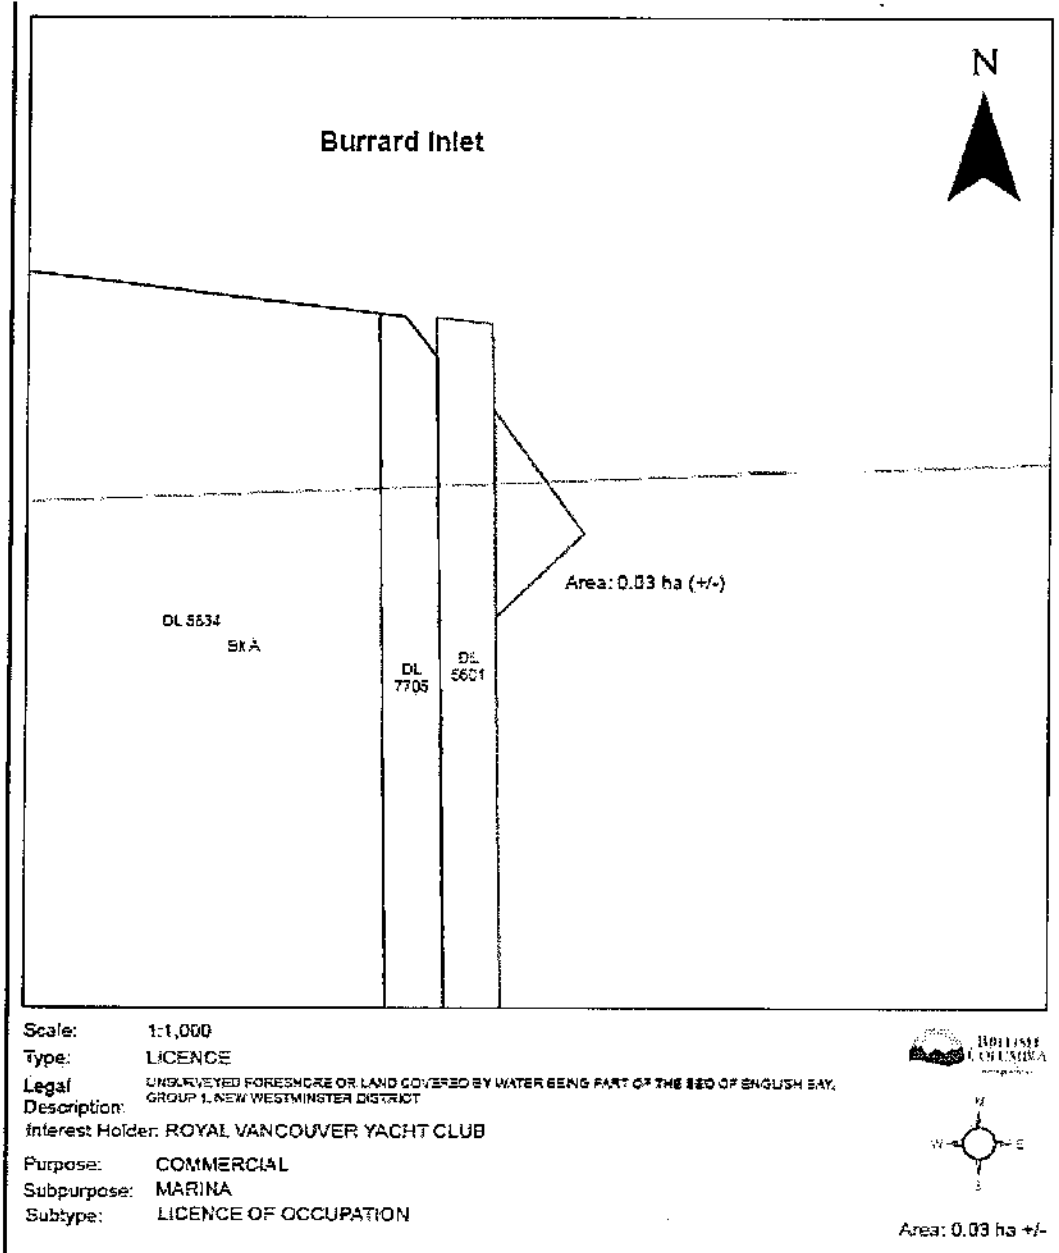 N
Burrard Inlet
Area: 0.03 ha (+/-)
DL 5834
Bk A
DL
7705
DL
5601
Scale: 1:1,000
Type: LICENCE
Legal Description: UNSURVEYED FORESHORE OR LAND COVERED BY WATER BEING PART OF THE BED OF ENGLISH BAY,
GROUP 1, NEW WESTMINSTER DISTRICT
Interest Holder: ROYAL VANCOUVER YACHT CLUB
Purpose: COMMERCIAL
Subpurpose: MARINA
Subtype: LICENCE OF OCCUPATION
BRITISH
COLUMBIA
N
W E
S
Area: 0.03 ha +/-